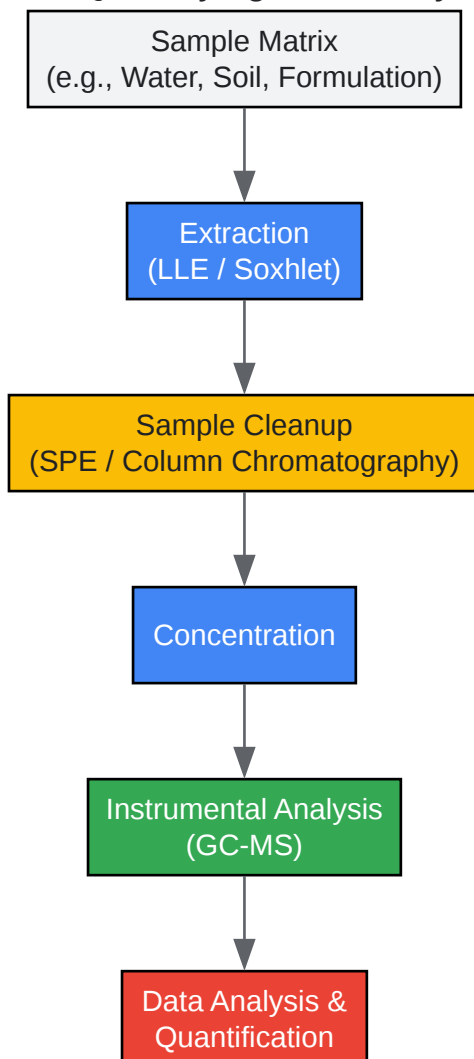 Sample Matrix
(e.g., Water, Soil, Formulation)
Extraction
(LLE / Soxhlet)
Sample Cleanup
(SPE / Column Chromatography)
Concentration
Instrumental Analysis
(GC-MS)
Data Analysis &
Quantification